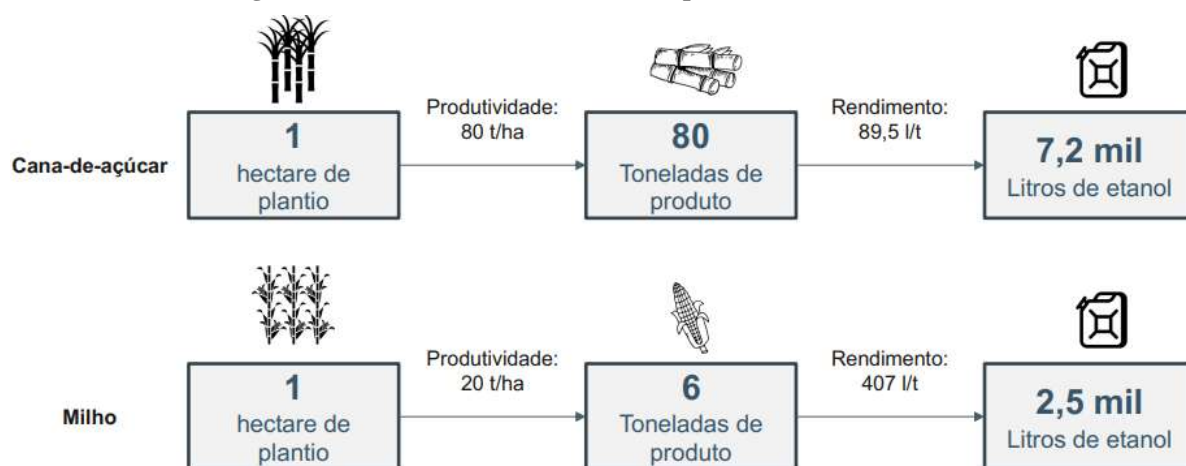 Cana-de-açúcar
1
hectare de
plantio
Produtividade:
80 t/ha
80
Toneladas de
produto
Rendimento:
89,5 l/t
7,2 mil
Litros de etanol
Milho
1
hectare de
plantio
Produtividade:
20 t/ha
6
Toneladas de
produto
Rendimento:
407 l/t
2,5 mil
Litros de etanol